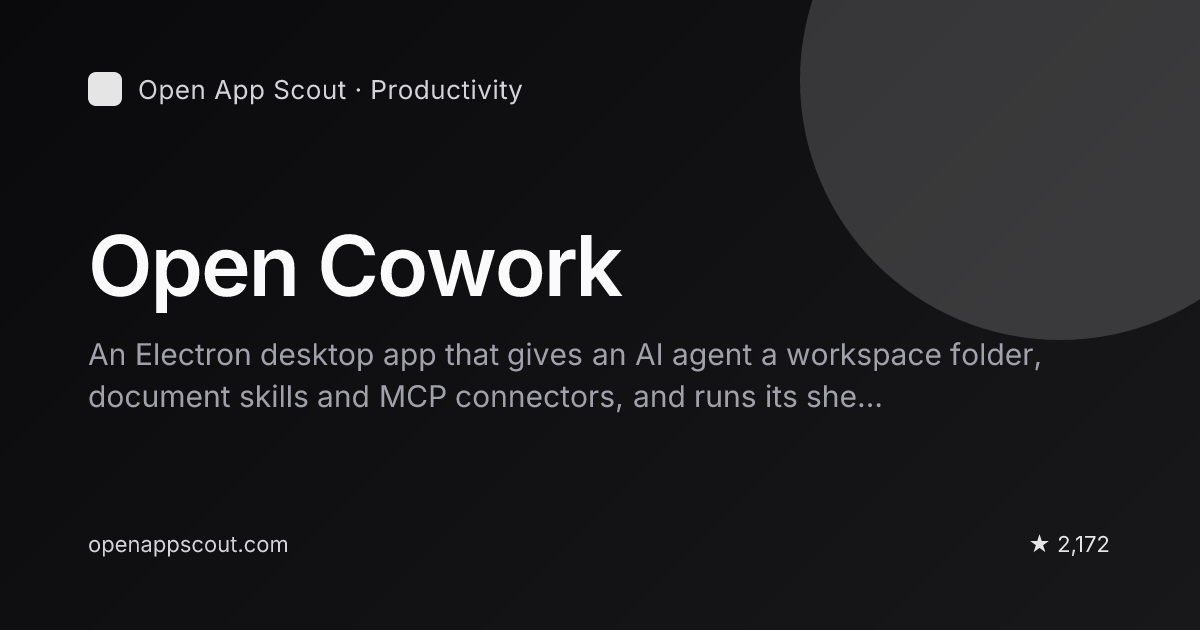 Open App Scout · Productivity
Open Cowork
An Electron desktop app that gives an AI agent a workspace folder,
document skills and MCP connectors, and runs its she...
openappscout.com
★ 2,172